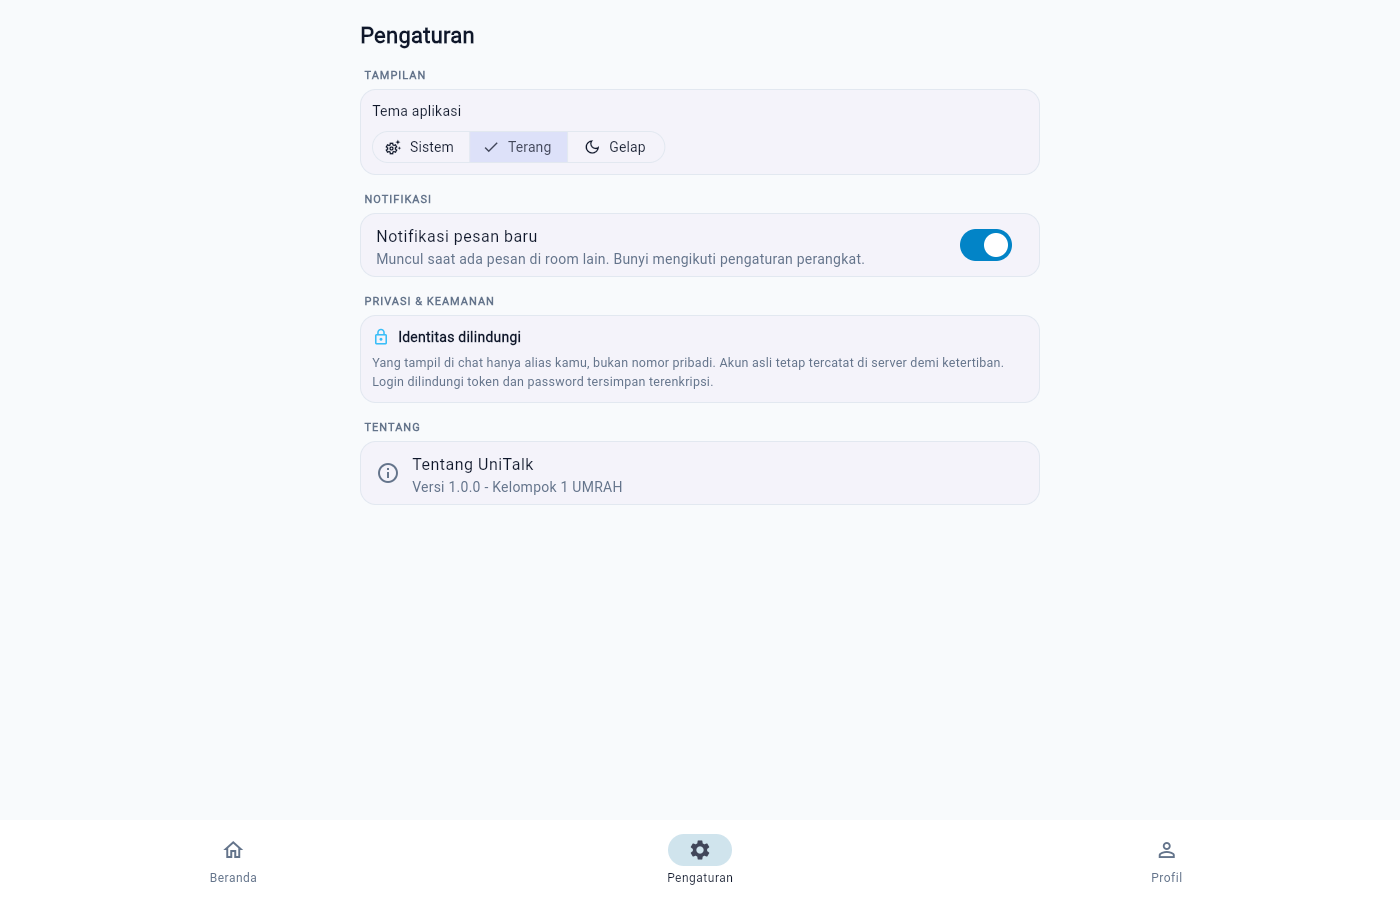 Pengaturan
TAMPILAN
Tema aplikasi
Sistem Terang Gelap
NOTIFIKASI
Notifikasi pesan baru
Muncul saat ada pesan di room lain. Bunyi mengikuti pengaturan perangkat.
PRIVASI & KEAMANAN
Identitas dilindungi
Yang tampil di chat hanya alias kamu, bukan nomor pribadi. Akun asli tetap tercatat di server demi ketertiban.
Login dilindungi token dan password tersimpan terenkripsi.
TENTANG
Tentang UniTalk
Versi 1.0.0 - Kelompok 1 UMRAH
Beranda Pengaturan Profil